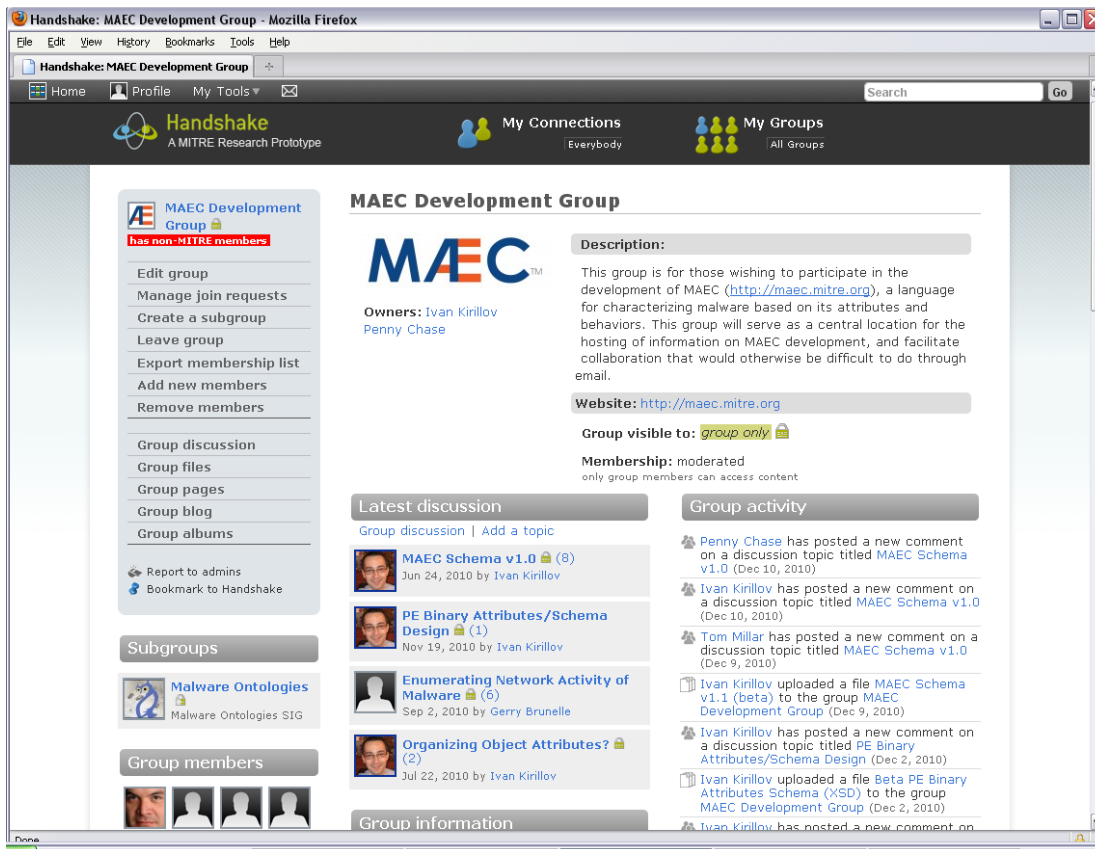 Handshake: MAEC Development Group - Mozilla Firefox
File Edit View History Bookmarks Tools Help
Handshake: MAEC Development Group
Home Profile My Tools Search Go
Handshake
A MITRE Research Prototype
My Connections
Everybody
My Groups
All Groups
MAEC Development
Group
has non-MITRE members
Edit group
Manage join requests
Create a subgroup
Leave group
Export membership list
Add new members
Remove members
Group discussion
Group files
Group pages
Group blog
Group albums
Report to admins
Bookmark to Handshake
Subgroups
Malware Ontologies
Malware Ontologies SIG
Group members
MAEC Development Group
MAEC TM
Owners: Ivan Kirillov
Penny Chase
Description:
This group is for those wishing to participate in the
development of MAEC (http://maec.mitre.org), a language
for characterizing malware based on its attributes and
behaviors. This group will serve as a central location for the
hosting of information on MAEC development, and facilitate
collaboration that would otherwise be difficult to do through
email.
Website: http://maec.mitre.org
Group visible to: group only
Membership: moderated
only group members can access content
Latest discussion
Group discussion | Add a topic
MAEC Schema v1.0 (8)
Jun 24, 2010 by Ivan Kirillov
PE Binary Attributes/Schema
Design (1)
Nov 19, 2010 by Ivan Kirillov
Enumerating Network Activity of
Malware (6)
Sep 2, 2010 by Gerry Brunelle
Organizing Object Attributes?
(2)
Jul 22, 2010 by Ivan Kirillov
Group information
Group activity
Penny Chase has posted a new comment
on a discussion topic titled MAEC Schema
v1.0 (Dec 10, 2010)
Ivan Kirillov has posted a new comment on
a discussion topic titled MAEC Schema v1.0
(Dec 10, 2010)
Tom Millar has posted a new comment on a
discussion topic titled MAEC Schema v1.0
(Dec 9, 2010)
Ivan Kirillov uploaded a file MAEC Schema
v1.1 (beta) to the group MAEC
Development Group (Dec 9, 2010)
Ivan Kirillov has posted a new comment on
a discussion topic titled PE Binary
Attributes/Schema Design (Dec 2, 2010)
Ivan Kirillov uploaded a file Beta PE Binary
Attributes Schema (XSD) to the group
MAEC Development Group (Dec 2, 2010)
Ivan Kirillov has posted a new comment on
Done